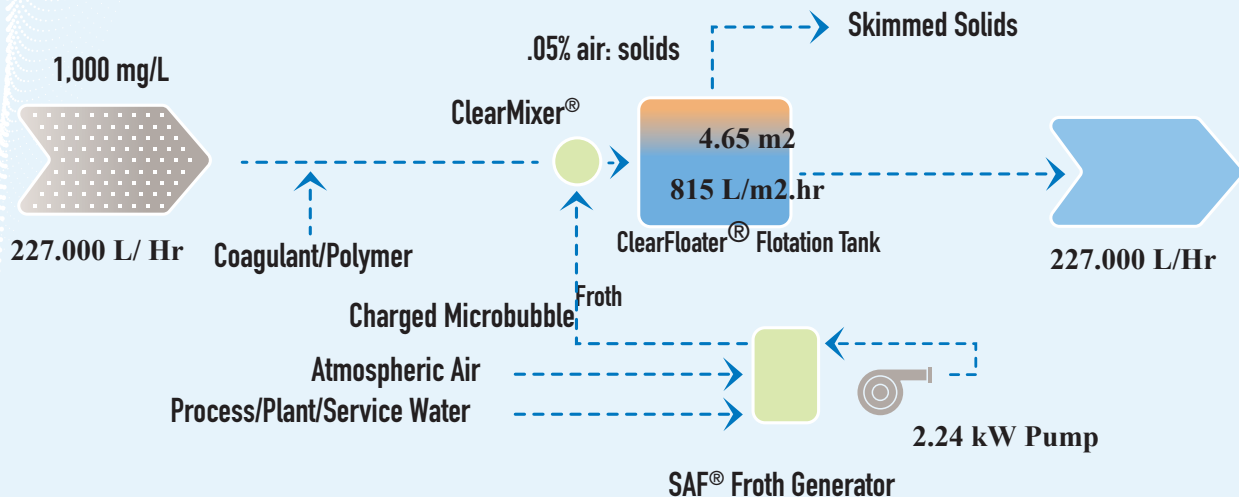 Skimmed Solids
.05% air: solids
1,000 mg/L
ClearMixer®
4.65 m2
815 L/m2.hr
227.000 L/ Hr
Coagulant/Polymer
ClearFloater® Flotation Tank
227.000 L/Hr
Froth
Charged Microbubble
Atmospheric Air
Process/Plant/Service Water
2.24 kW Pump
SAF® Froth Generator